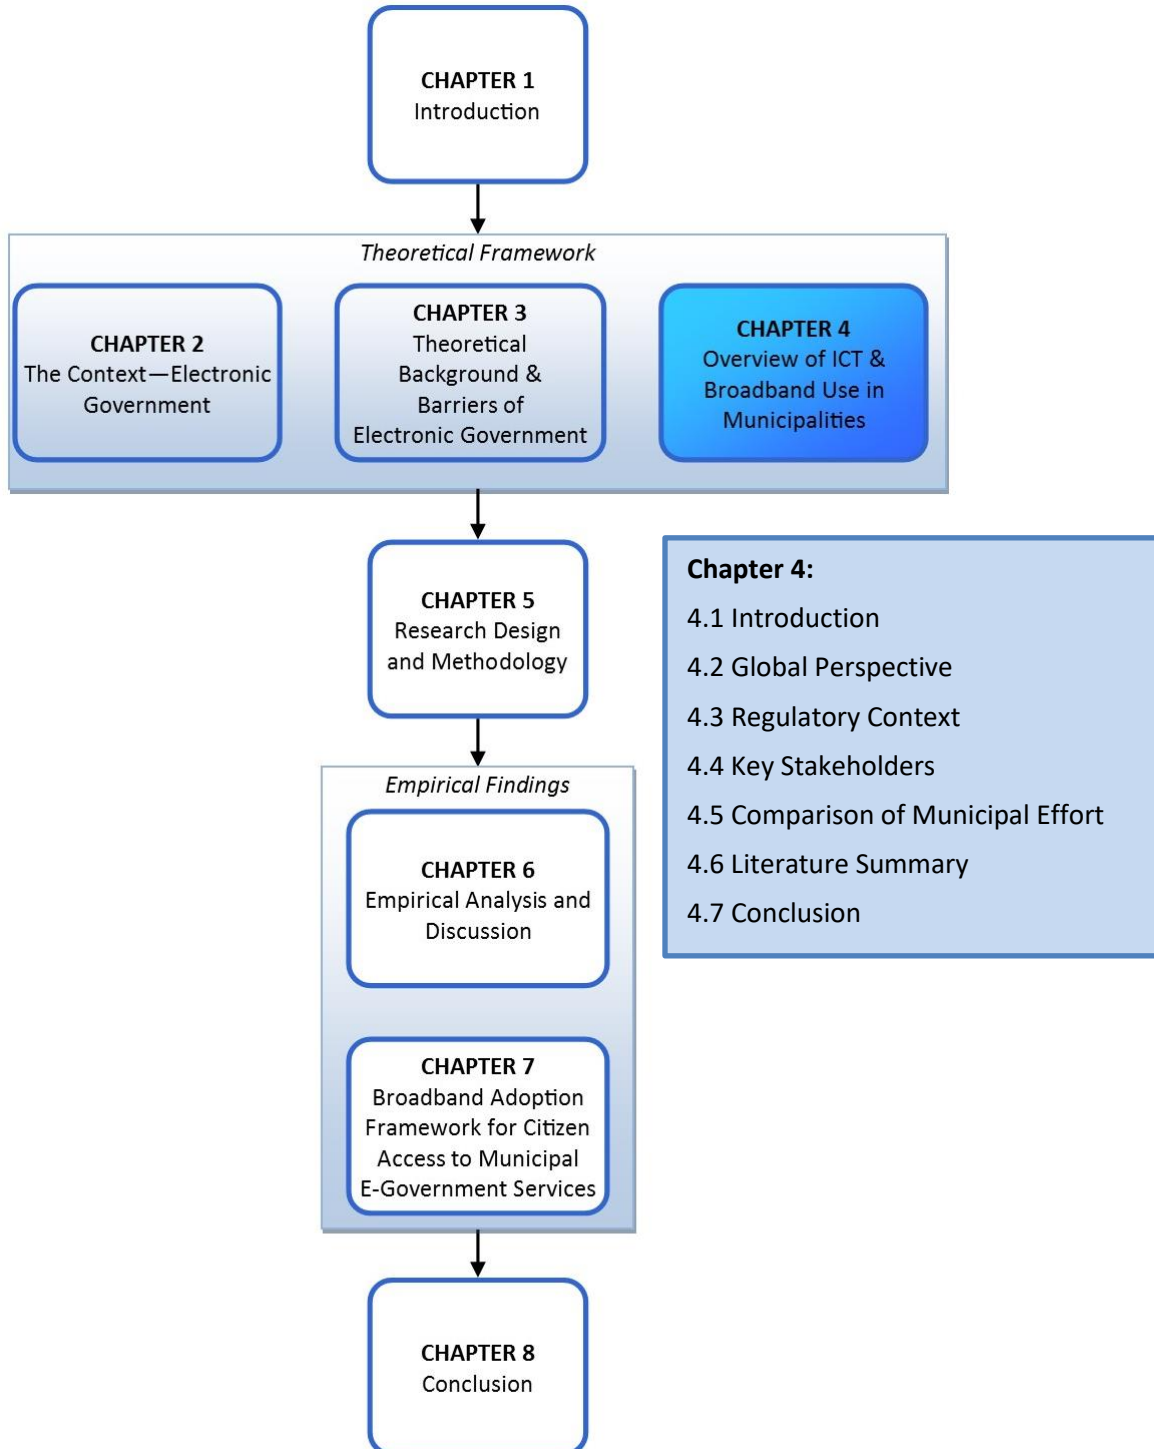 CHAPTER 1
Introduction
Theoretical Framework
CHAPTER 2
The Context—Electronic
Government
CHAPTER 3
Theoretical
Background &
Barriers of
Electronic Government
CHAPTER 4
Overview of ICT &
Broadband Use in
Municipalities
CHAPTER 5
Research Design
and Methodology
Chapter 4:
4.1 Introduction
4.2 Global Perspective
4.3 Regulatory Context
4.4 Key Stakeholders
4.5 Comparison of Municipal Effort
4.6 Literature Summary
4.7 Conclusion
Empirical Findings
CHAPTER 6
Empirical Analysis and
Discussion
CHAPTER 7
Broadband Adoption
Framework for Citizen
Access to Municipal
E-Government Services
CHAPTER 8
Conclusion